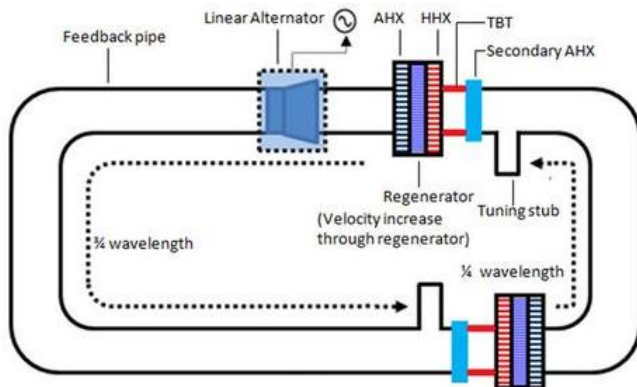 Linear Alternator
AHX
HHX
TBT
Feedback pipe
Secondary AHX
Regenerator
(Velocity increase
through regenerator)
Tuning stub
¾ wavelength
¼ wavelength